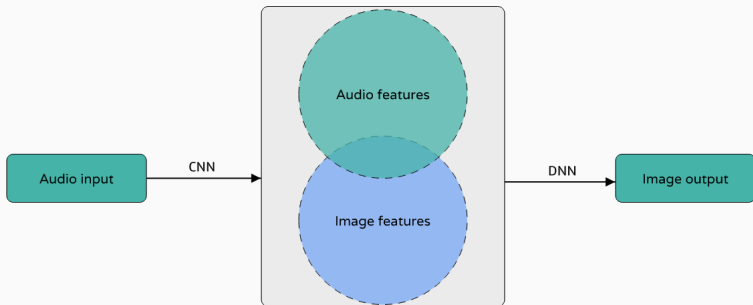 Audio features
Audio input
CNN
DNN
Image output
Image features